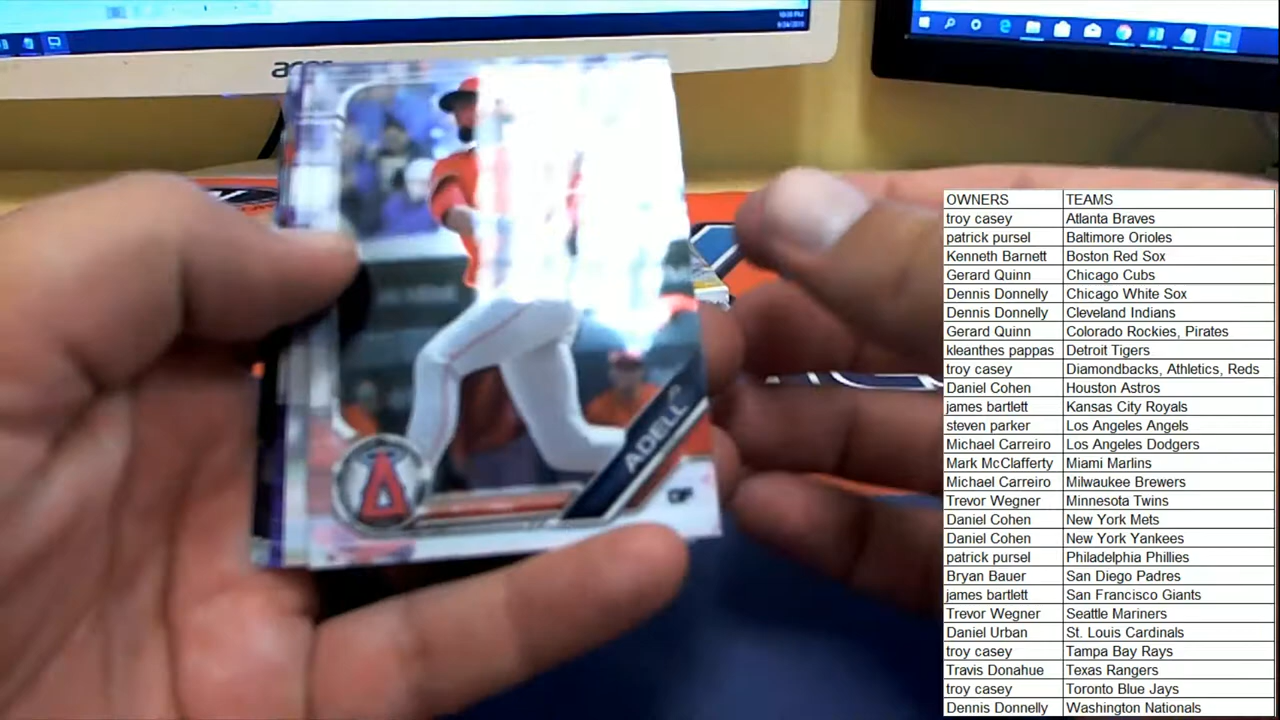 acer
ADELL
OF
OWNERS TEAMS
troy casey Atlanta Braves
patrick pursel Baltimore Orioles
Kenneth Barnett Boston Red Sox
Gerard Quinn Chicago Cubs
Dennis Donnelly Chicago White Sox
Dennis Donnelly Cleveland Indians
Gerard Quinn Colorado Rockies, Pirates
kleanthes pappas Detroit Tigers
troy casey Diamondbacks, Athletics, Reds
Daniel Cohen Houston Astros
james bartlett Kansas City Royals
steven parker Los Angeles Angels
Michael Carreiro Los Angeles Dodgers
Mark McClafferty Miami Marlins
Michael Carreiro Milwaukee Brewers
Trevor Wegner Minnesota Twins
Daniel Cohen New York Mets
Daniel Cohen New York Yankees
patrick pursel Philadelphia Phillies
Bryan Bauer San Diego Padres
james bartlett San Francisco Giants
Trevor Wegner Seattle Mariners
Daniel Urban St. Louis Cardinals
troy casey Tampa Bay Rays
Travis Donahue Texas Rangers
troy casey Toronto Blue Jays
Dennis Donnelly Washington Nationals